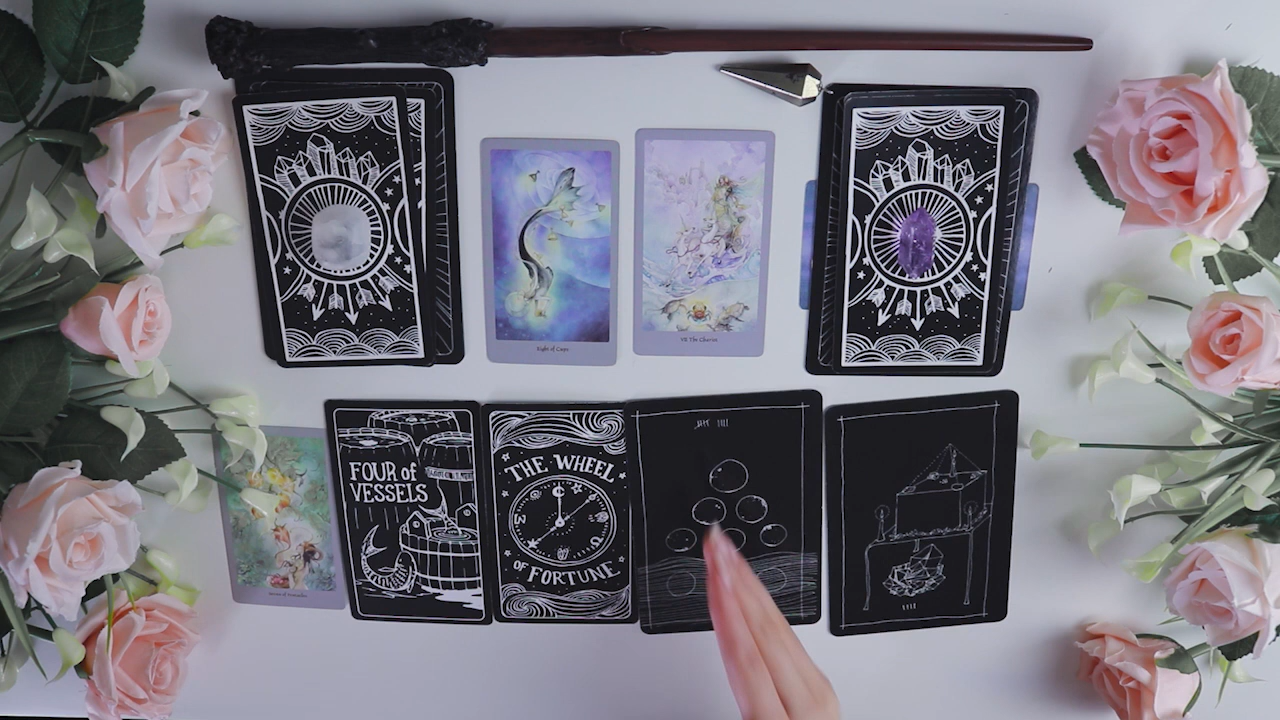 Eight of Cups
VII The Chariot
FOUR of
VESSELS
THE WHEEL
OF FORTUNE